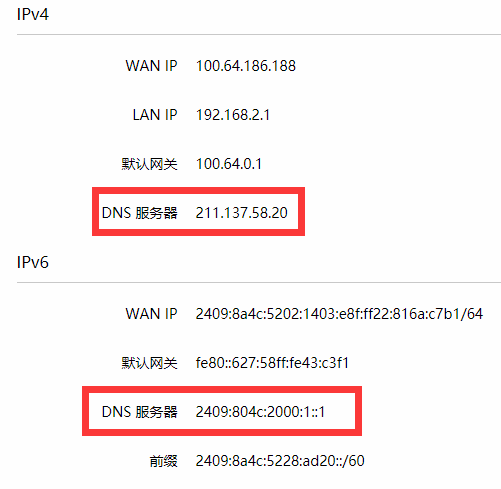 IPv4
WAN IP 100.64.186.188
LAN IP 192.168.2.1
默认网关 100.64.0.1
DNS 服务器 211.137.58.20
IPv6
WAN IP 2409:8a4c:5202:1403:e8f:ff22:816a:c7b1/64
默认网关 fe80::627:58ff:fe43:c3f1
DNS 服务器 2409:804c:2000:1::1
前缀 2409:8a4c:5228:ad20::/60